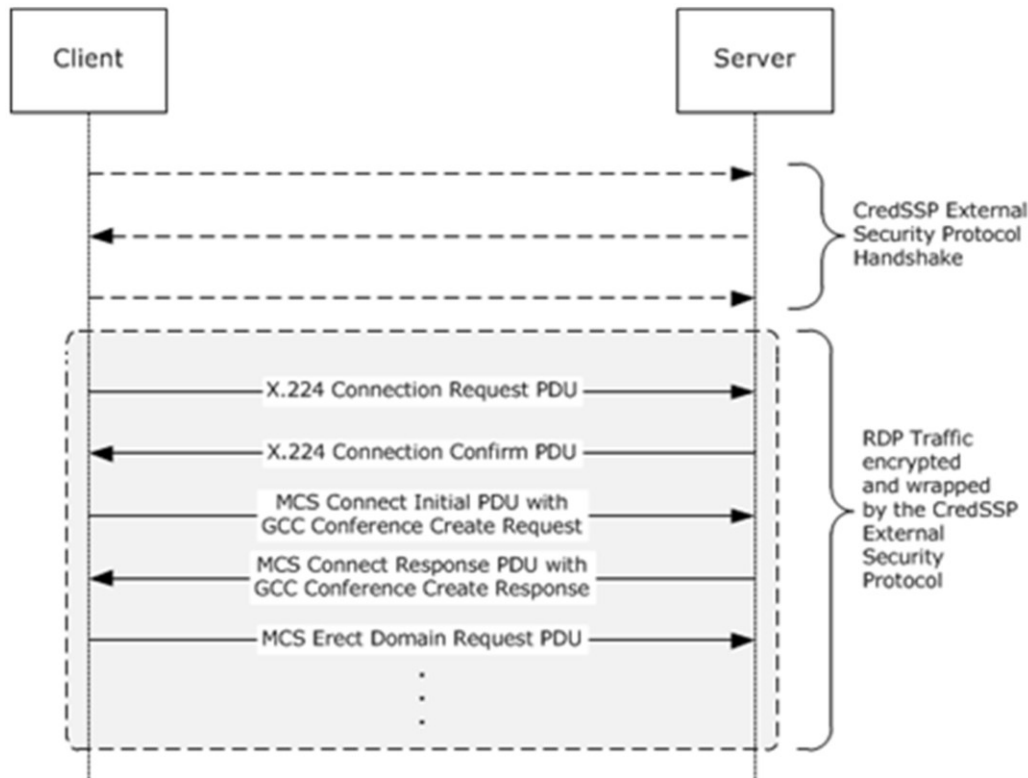 Client
Server
CredSSP External
Security Protocol
Handshake
X.224 Connection Request PDU
X.224 Connection Confirm PDU
MCS Connect Initial PDU with
GCC Conference Create Request
MCS Connect Response PDU with
GCC Conference Create Response
MCS Erect Domain Request PDU
RDP Traffic
encrypted
and wrapped
by the CredSSP
External
Security
Protocol